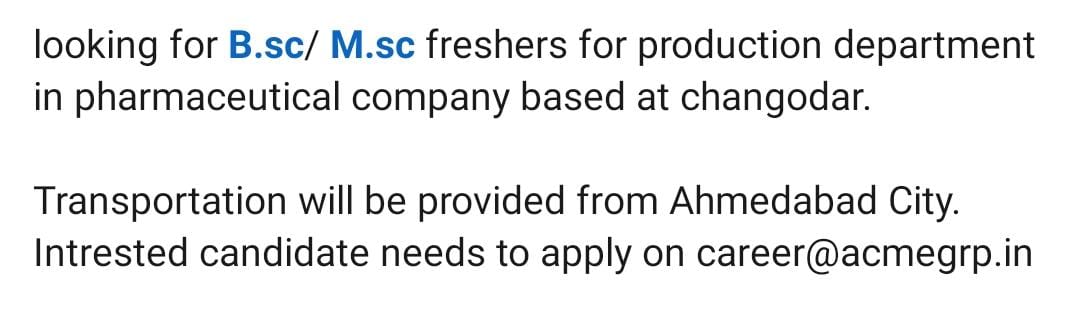 looking for B.sc/ M.sc freshers for production department
in pharmaceutical company based at changodar.
Transportation will be provided from Ahmedabad City.
Intrested candidate needs to apply on career@acmegrp.in